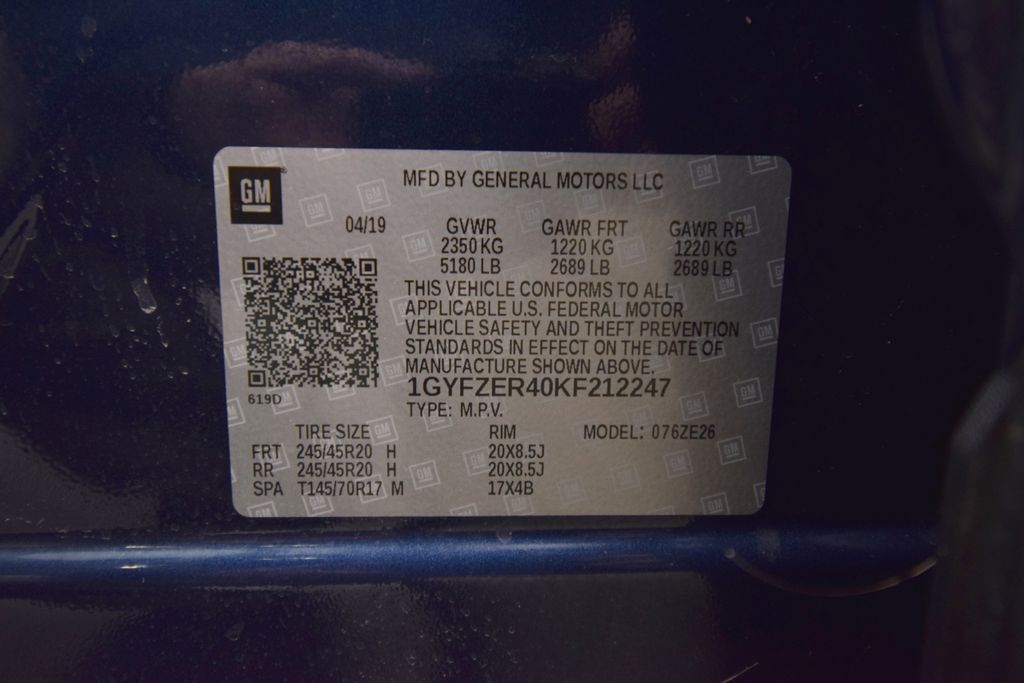 GM
MFD BY GENERAL MOTORS LLC
04/19 GVWR GAWR FRT GAWR RR
2350 KG 1220 KG 1220 KG
5180 LB 2689 LB 2689 LB
THIS VEHICLE CONFORMS TO ALL
APPLICABLE U.S. FEDERAL MOTOR
VEHICLE SAFETY AND THEFT PREVENTION
STANDARDS IN EFFECT ON THE DATE OF
MANUFACTURE SHOWN ABOVE.
619D
1GYFZER40KF212247
TYPE: M.P.V.
TIRE SIZE RIM MODEL: 076ZE26
FRT 245/45R20 H 20X8.5J
RR 245/45R20 H 20X8.5J
SPA T145/70R17 M 17X4B